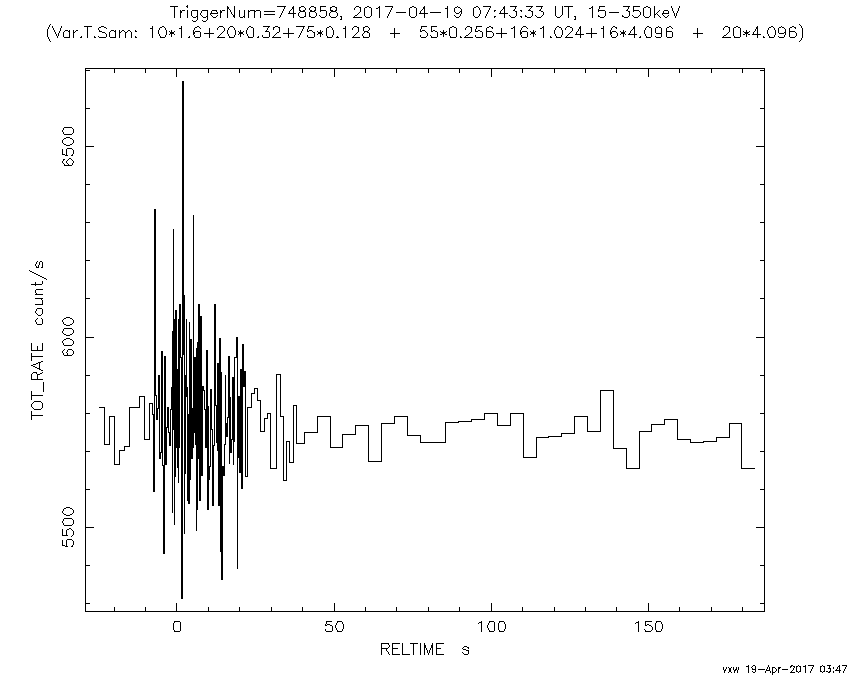 TriggerNum=748858, 2017-04-19 07:43:33 UT, 15-350keV
(Var.T.Sam: 10*1.6+20*0.32+75*0.128 + 55*0.256+16*1.024+16*4.096 + 20*4.096)
TOT_RATE count/s
6500
6000
5500
0 50 100 150
RELTIME s
vxw 19-Apr-2017 03:47